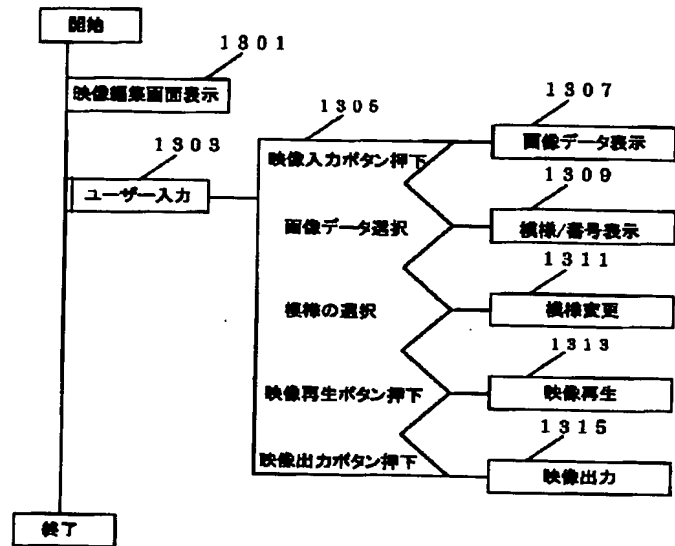 開始
1301
映像編集画面表示
1303
ユーザー入力
1305
映像入力ボタン押下
1307
画像データ表示
画像データ選択
1309
模様/番号表示
模様の選択
1311
模様変更
映像再生ボタン押下
1313
映像再生
映像出力ボタン押下
1315
映像出力
終了